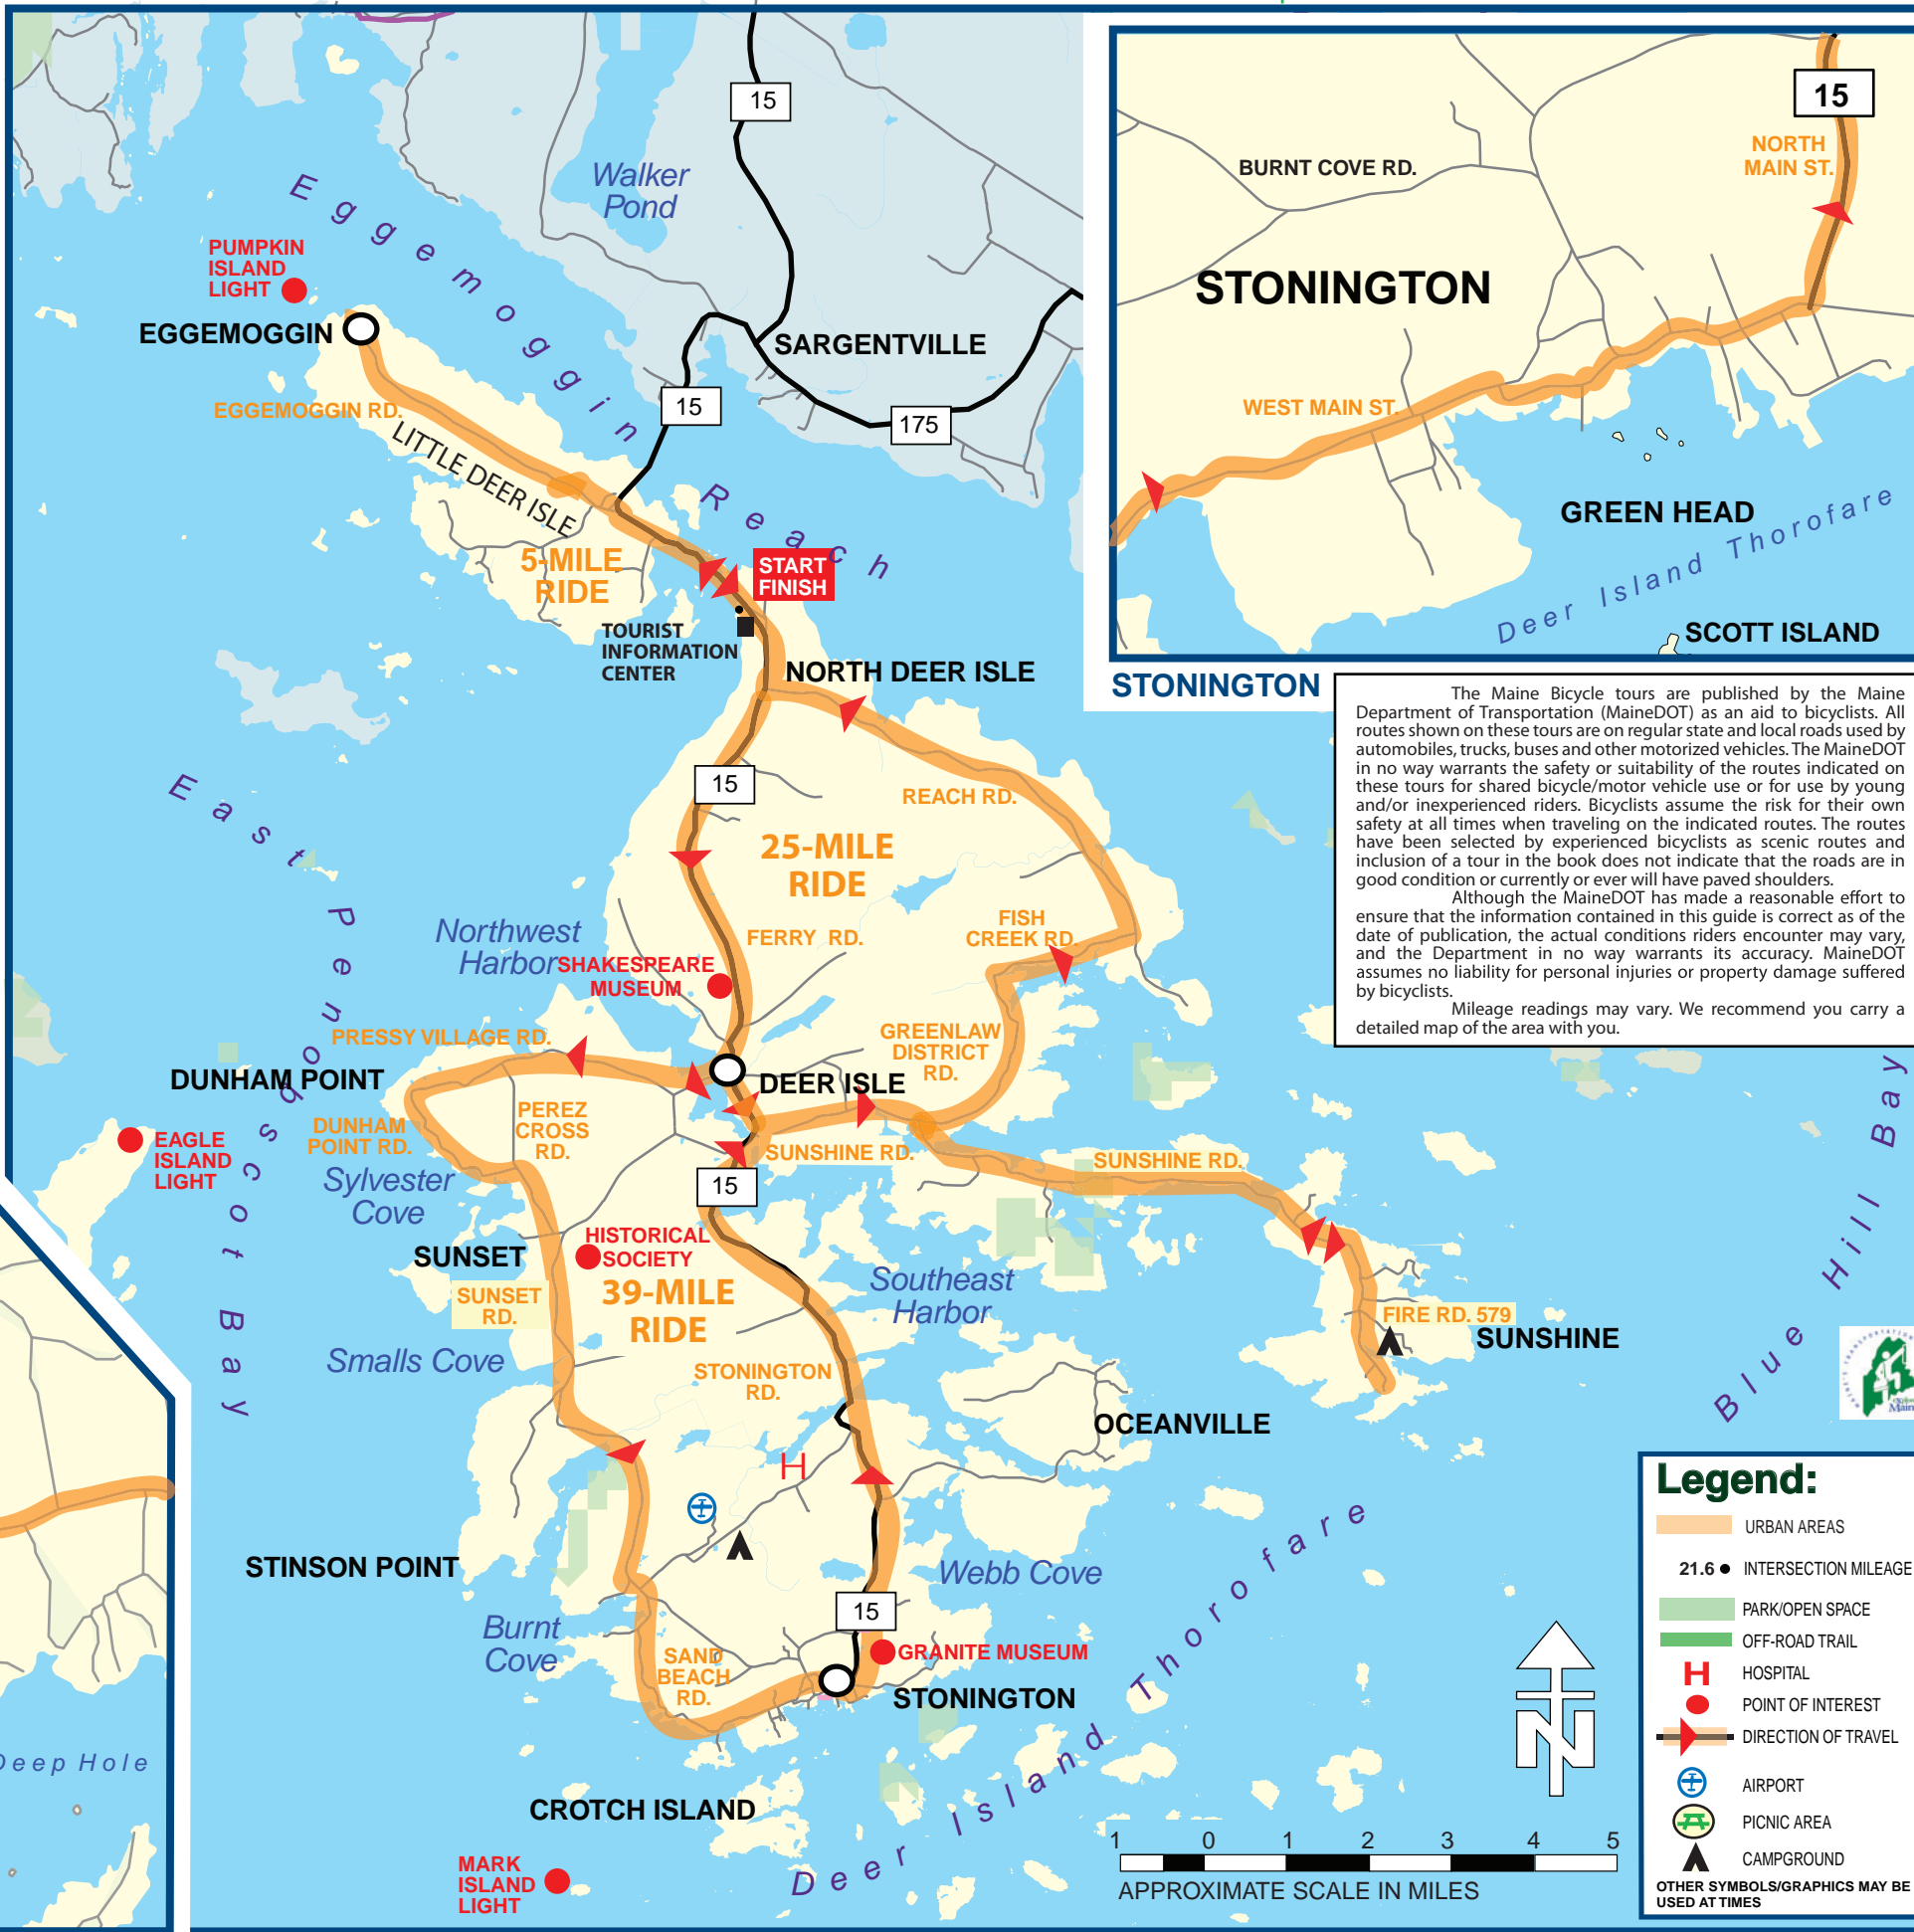 15
Walker
Pond
Eggemoggin
Reach
PUMPKIN
ISLAND
LIGHT
EGGEMOGGIN
SARGENTVILLE
15
175
EGGEMOGGIN RD.
LITTLE DEER ISLE
5-MILE
RIDE
START
FINISH
TOURIST
INFORMATION
CENTER
NORTH DEER ISLE
15
REACH RD.
25-MILE
RIDE
East Penobscot Bay
Northwest
Harbor
SHAKESPEARE
MUSEUM
FERRY RD.
FISH
CREEK RD.
PRESSY VILLAGE RD.
GREENLAW
DISTRICT
RD.
DUNHAM POINT
DEER ISLE
PEREZ
CROSS
RD.
DUNHAM
POINT RD.
EAGLE
ISLAND
LIGHT
SUNSHINE RD.
SUNSHINE RD.
Sylvester
Cove
15
SUNSET
HISTORICAL
SOCIETY
SUNSET
RD.
39-MILE
RIDE
Southeast
Harbor
FIRE RD. 579
SUNSHINE
Smalls Cove
STONINGTON
RD.
OCEANVILLE
Blue Hill Bay
H
STINSON POINT
Webb Cove
15
Burnt
Cove
SAND
BEACH
RD.
GRANITE MUSEUM
STONINGTON
Deer Island Thorofare
Deep Hole
CROTCH ISLAND
MARK
ISLAND
LIGHT
N
1 0 1 2 3 4 5
APPROXIMATE SCALE IN MILES
15
NORTH
MAIN ST.
BURNT COVE RD.
STONINGTON
WEST MAIN ST.
GREEN HEAD
Deer Island Thorofare
SCOTT ISLAND
STONINGTON
The Maine Bicycle tours are published by the Maine
Department of Transportation (MaineDOT) as an aid to bicyclists. All
routes shown on these tours are on regular state and local roads used by
automobiles, trucks, buses and other motorized vehicles. The MaineDOT
in no way warrants the safety or suitability of the routes indicated on
these tours for shared bicycle/motor vehicle use or for use by young
and/or inexperienced riders. Bicyclists assume the risk for their own
safety at all times when traveling on the indicated routes. The routes
have been selected by experienced bicyclists as scenic routes and
inclusion of a tour in the book does not indicate that the roads are in
good condition or currently or ever will have paved shoulders.
Although the MaineDOT has made a reasonable effort to
ensure that the information contained in this guide is correct as of the
date of publication, the actual conditions riders encounter may vary,
and the Department in no way warrants its accuracy. MaineDOT
assumes no liability for personal injuries or property damage suffered
by bicyclists.
Mileage readings may vary. We recommend you carry a
detailed map of the area with you.
Legend:
URBAN AREAS
21.6 INTERSECTION MILEAGE
PARK/OPEN SPACE
OFF-ROAD TRAIL
H HOSPITAL
POINT OF INTEREST
DIRECTION OF TRAVEL
AIRPORT
PICNIC AREA
CAMPGROUND
OTHER SYMBOLS/GRAPHICS MAY BE
USED AT TIMES